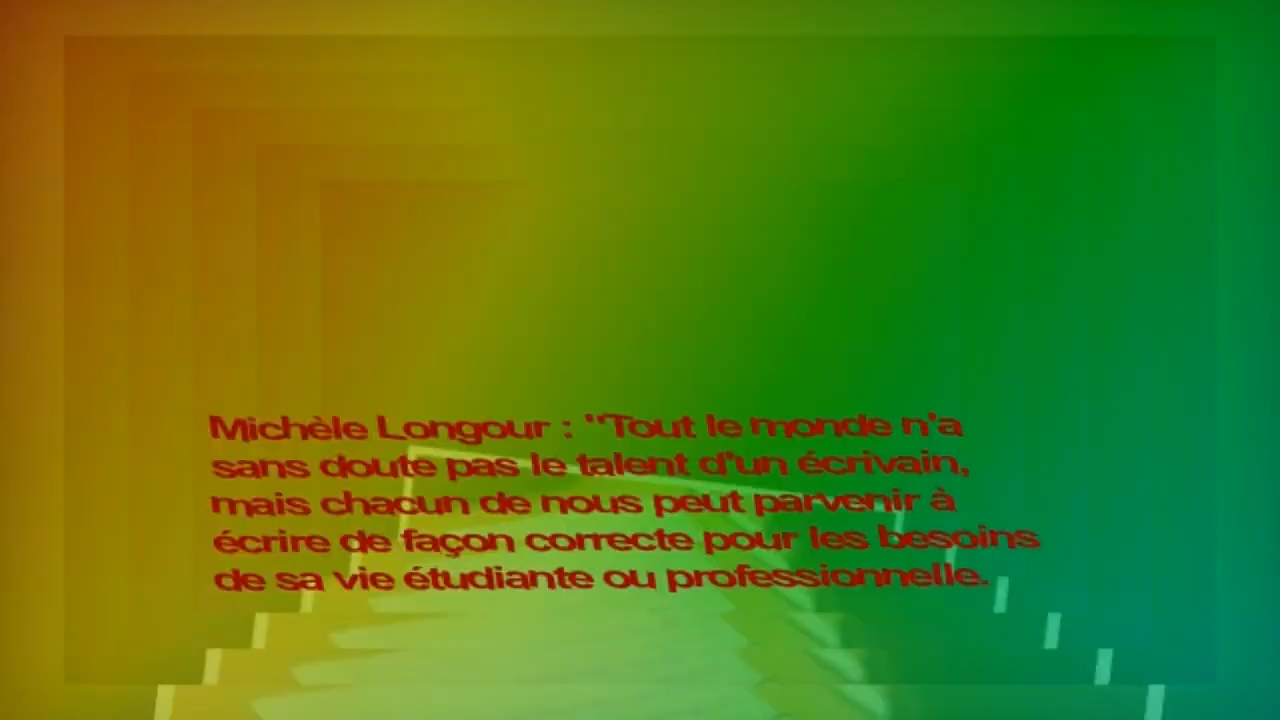 Michèle Longour : "Tout le monde n'a
sans doute pas le talent d'un écrivain,
mais chacun de nous peut parvenir à
écrire de façon correcte pour les besoins
de sa vie étudiante ou professionnelle.